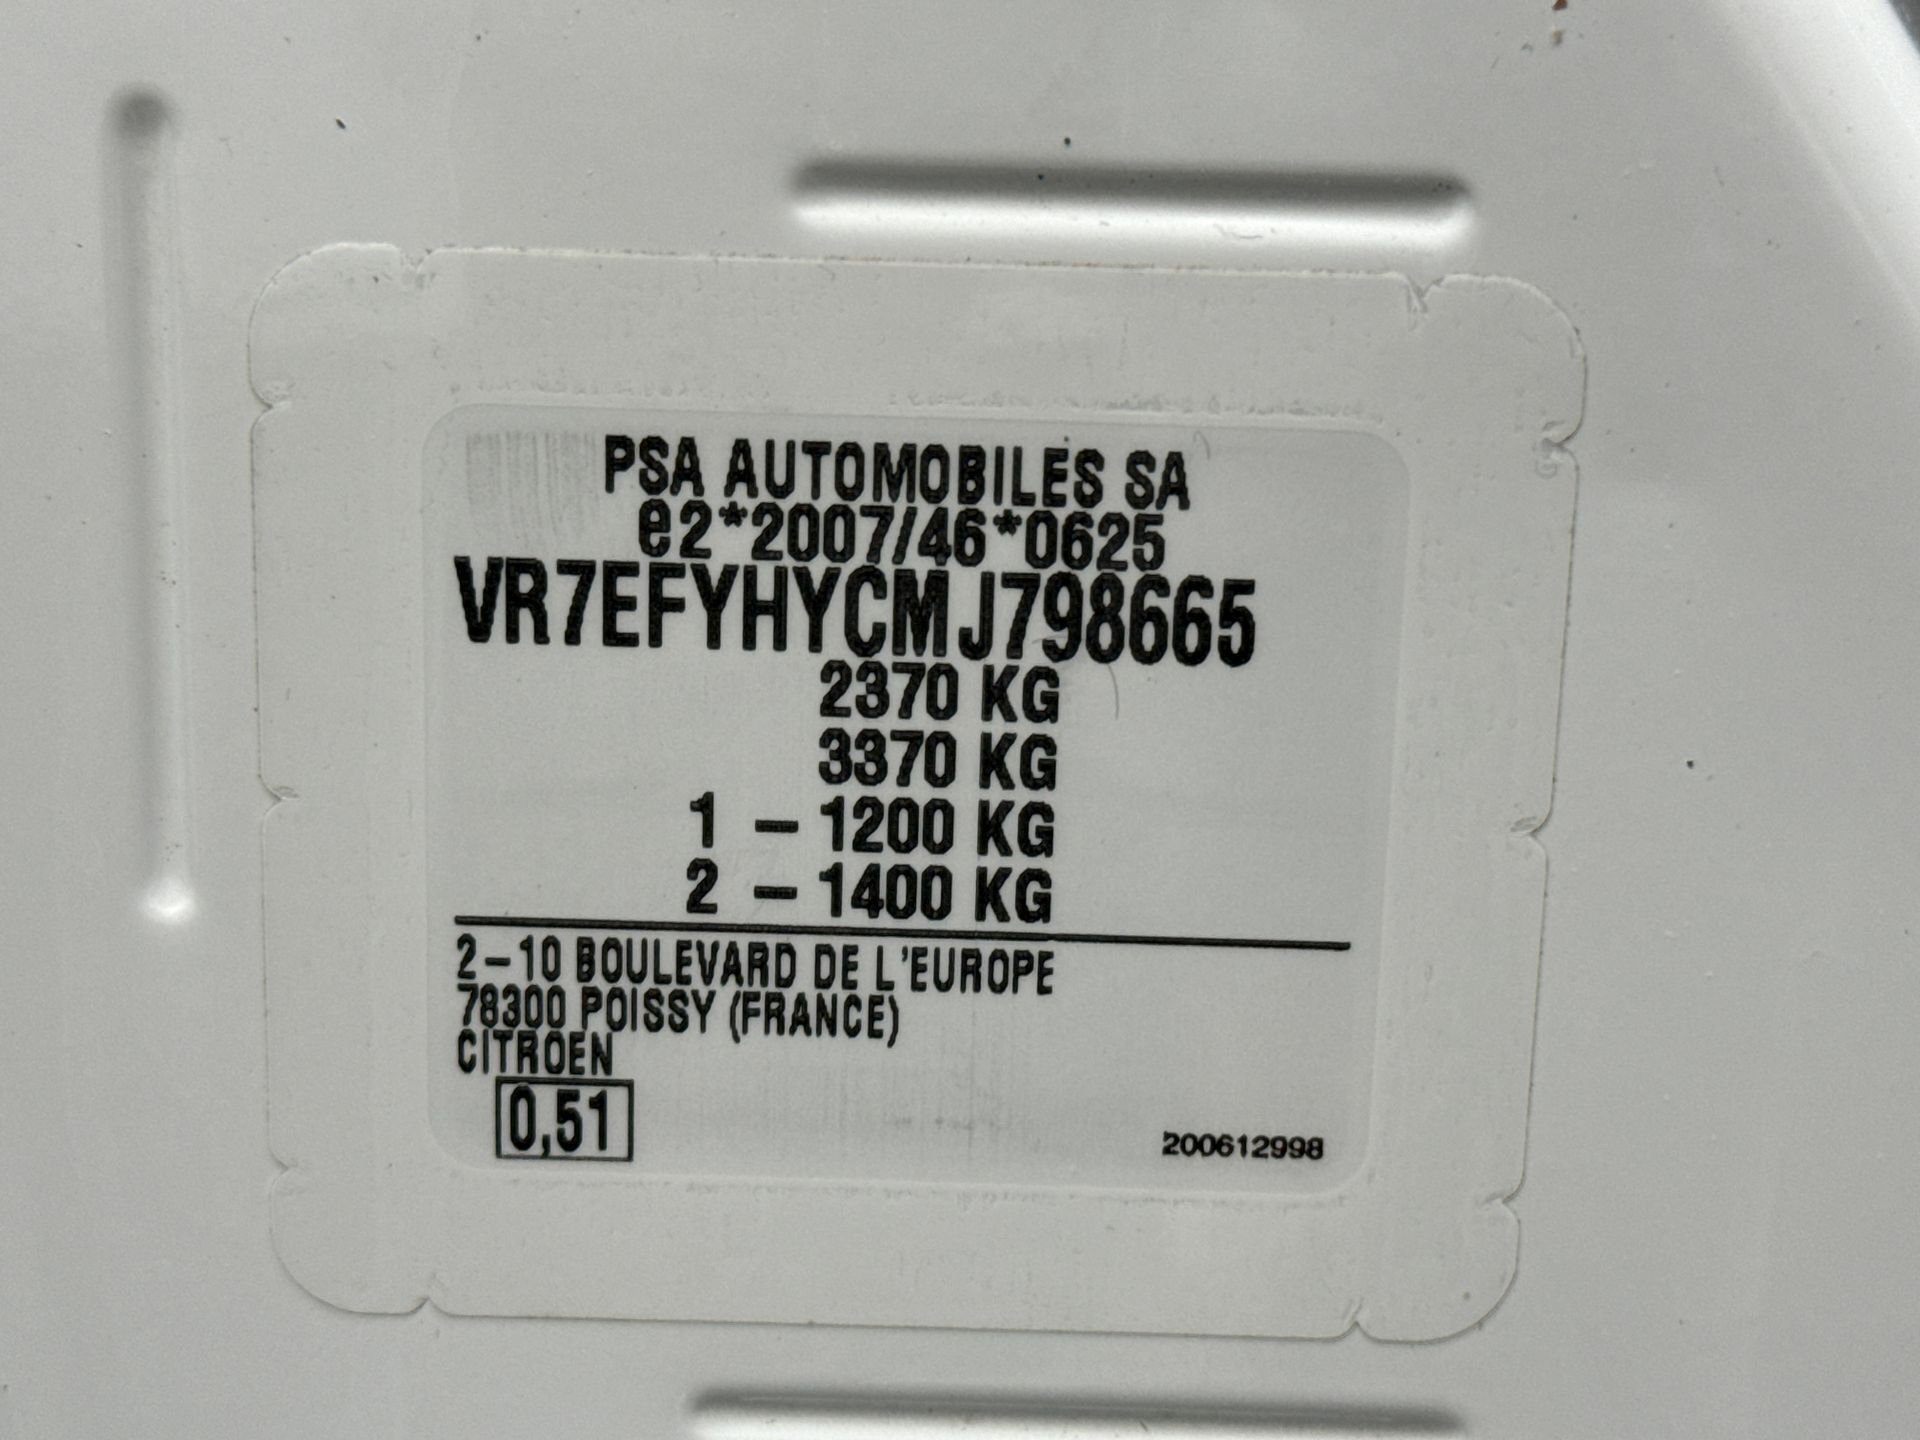 PSA AUTOMOBILES SA
e2*2007/46*0625
VR7EFYHYCMJ798665
2370 KG
3370 KG
1 – 1200 KG
2 – 1400 KG
2–10 BOULEVARD DE L'EUROPE
78300 POISSY (FRANCE)
CITROEN
0,51
200612998